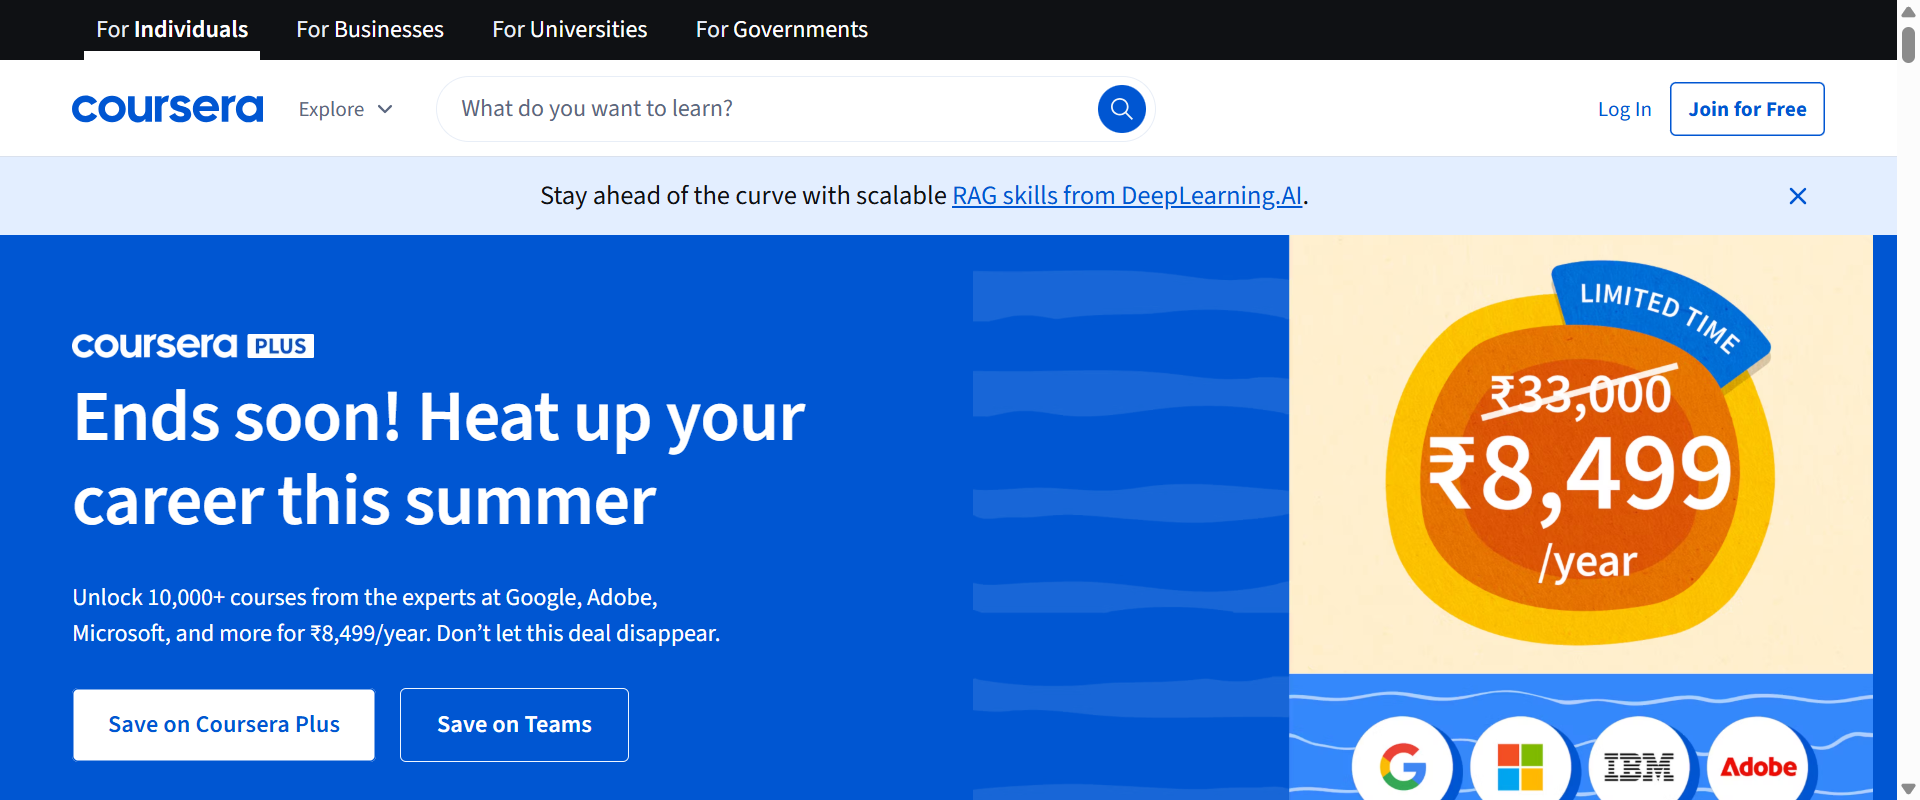 For Individuals
For Businesses
For Universities
For Governments
coursera
Explore
What do you want to learn?
Log In
Join for Free
Stay ahead of the curve with scalable RAG skills from DeepLearning.AI.
coursera PLUS
Ends soon! Heat up your
career this summer
Unlock 10,000+ courses from the experts at Google, Adobe,
Microsoft, and more for ₹8,499/year. Don’t let this deal disappear.
Save on Coursera Plus
Save on Teams
LIMITED TIME
₹33,000
₹8,499
/year
G
IBM
Adobe